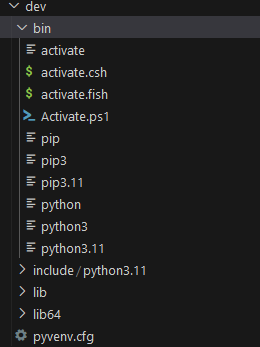 dev
bin
activate
$ activate.csh
$ activate.fish
Activate.ps1
pip
pip3
pip3.11
python
python3
python3.11
include / python3.11
lib
lib64
pyvenv.cfg